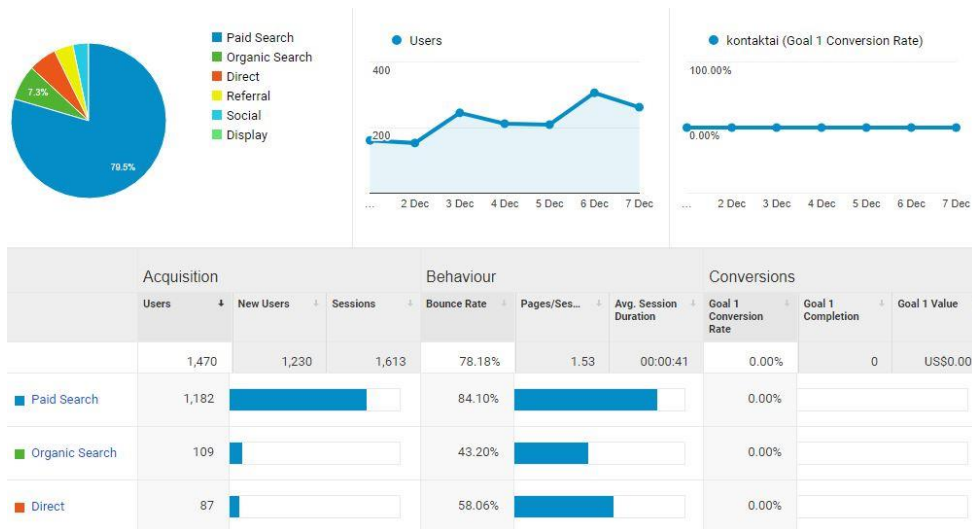 Paid Search
Organic Search
Direct
Referral
Social
Display
7.3%
79.5%
Users
400
200
... 2 Dec 3 Dec 4 Dec 5 Dec 6 Dec 7 Dec
kontaktai (Goal 1 Conversion Rate)
100.00%
0.00%
... 2 Dec 3 Dec 4 Dec 5 Dec 6 Dec 7 Dec
Acquisition Behaviour Conversions
Users New Users Sessions Bounce Rate Pages/Ses... Avg. Session Duration Goal 1 Conversion Rate Goal 1 Completion Goal 1 Value
1,470 1,230 1,613 78.18% 1.53 00:00:41 0.00% 0 US$0.00
Paid Search 1,182 84.10% 0.00%
Organic Search 109 43.20% 0.00%
Direct 87 58.06% 0.00%